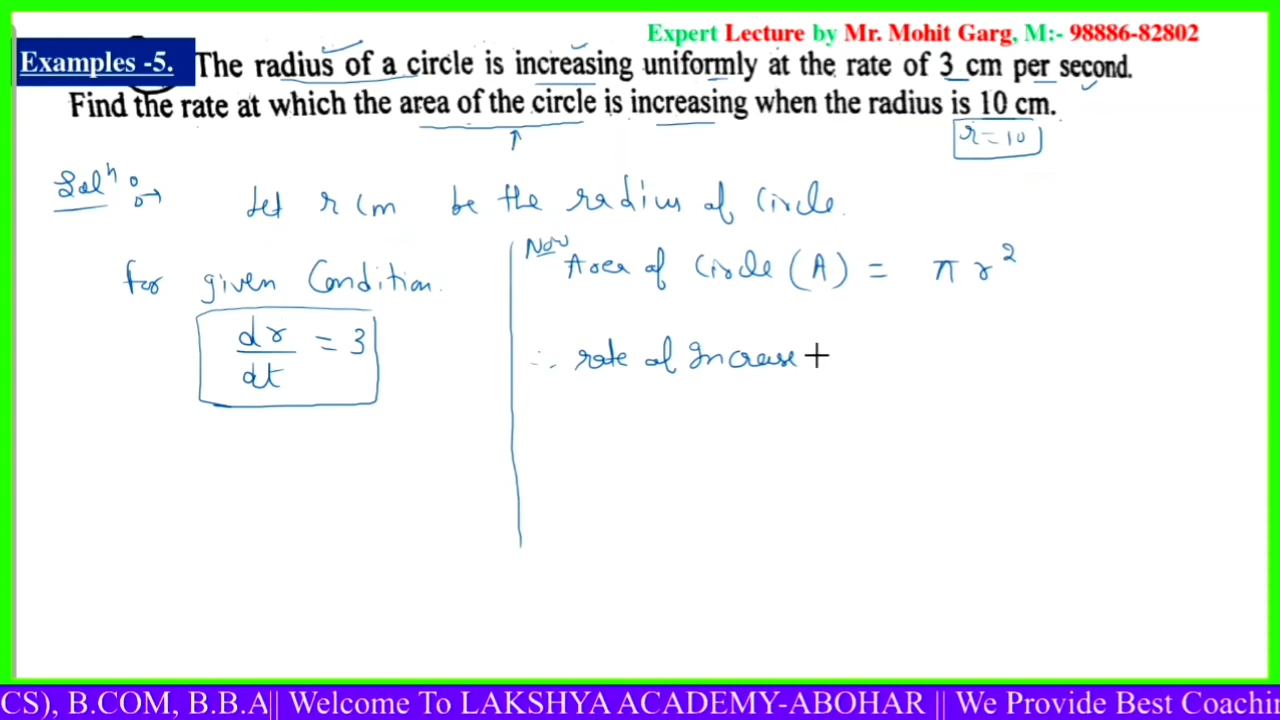 Expert Lecture by Mr. Mohit Garg, M:- 98886-82802
Examples -5. The radius of a circle is increasing uniformly at the rate of 3 cm per second.
Find the rate at which the area of the circle is increasing when the radius is 10 cm.
r = 10
Solⁿ :→ Let r cm be the radius of Circle.
for given Condition.
dr/dt = 3
Now Area of Circle (A) = πr²
∴ rate of Increase
CS), B.COM, B.B.A|| Welcome To LAKSHYA ACADEMY-ABOHAR || We Provide Best Coachin